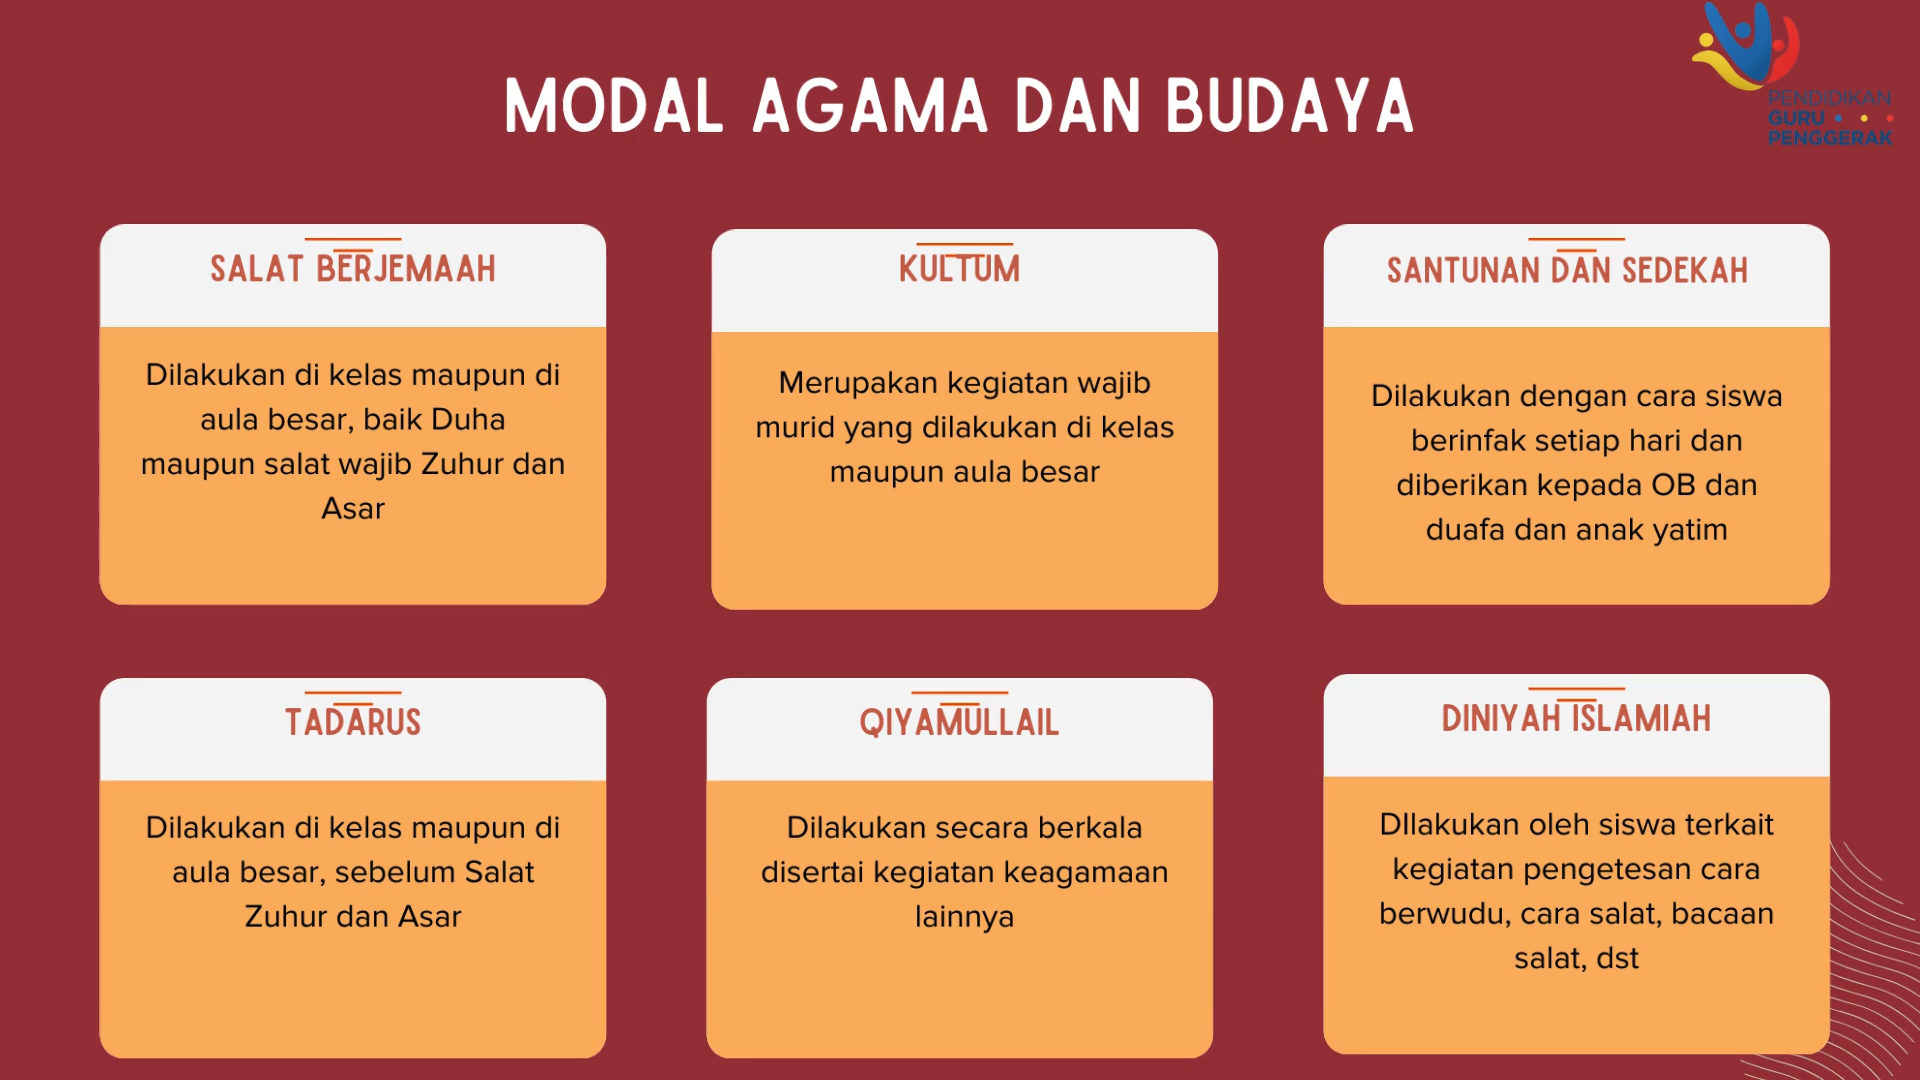 MODAL AGAMA DAN BUDAYA
PENDIDIKAN
GURU
PENGGERAK
SALAT BERJEMAAH
Dilakukan di kelas maupun di
aula besar, baik Duha
maupun salat wajib Zuhur dan
Asar
KULTUM
Merupakan kegiatan wajib
murid yang dilakukan di kelas
maupun aula besar
SANTUNAN DAN SEDEKAH
Dilakukan dengan cara siswa
berinfak setiap hari dan
diberikan kepada OB dan
duafa dan anak yatim
TADARUS
Dilakukan di kelas maupun di
aula besar, sebelum Salat
Zuhur dan Asar
QIYAMULLAIL
Dilakukan secara berkala
disertai kegiatan keagamaan
lainnya
DINIYAH ISLAMIAH
DIlakukan oleh siswa terkait
kegiatan pengetesan cara
berwudu, cara salat, bacaan
salat, dst